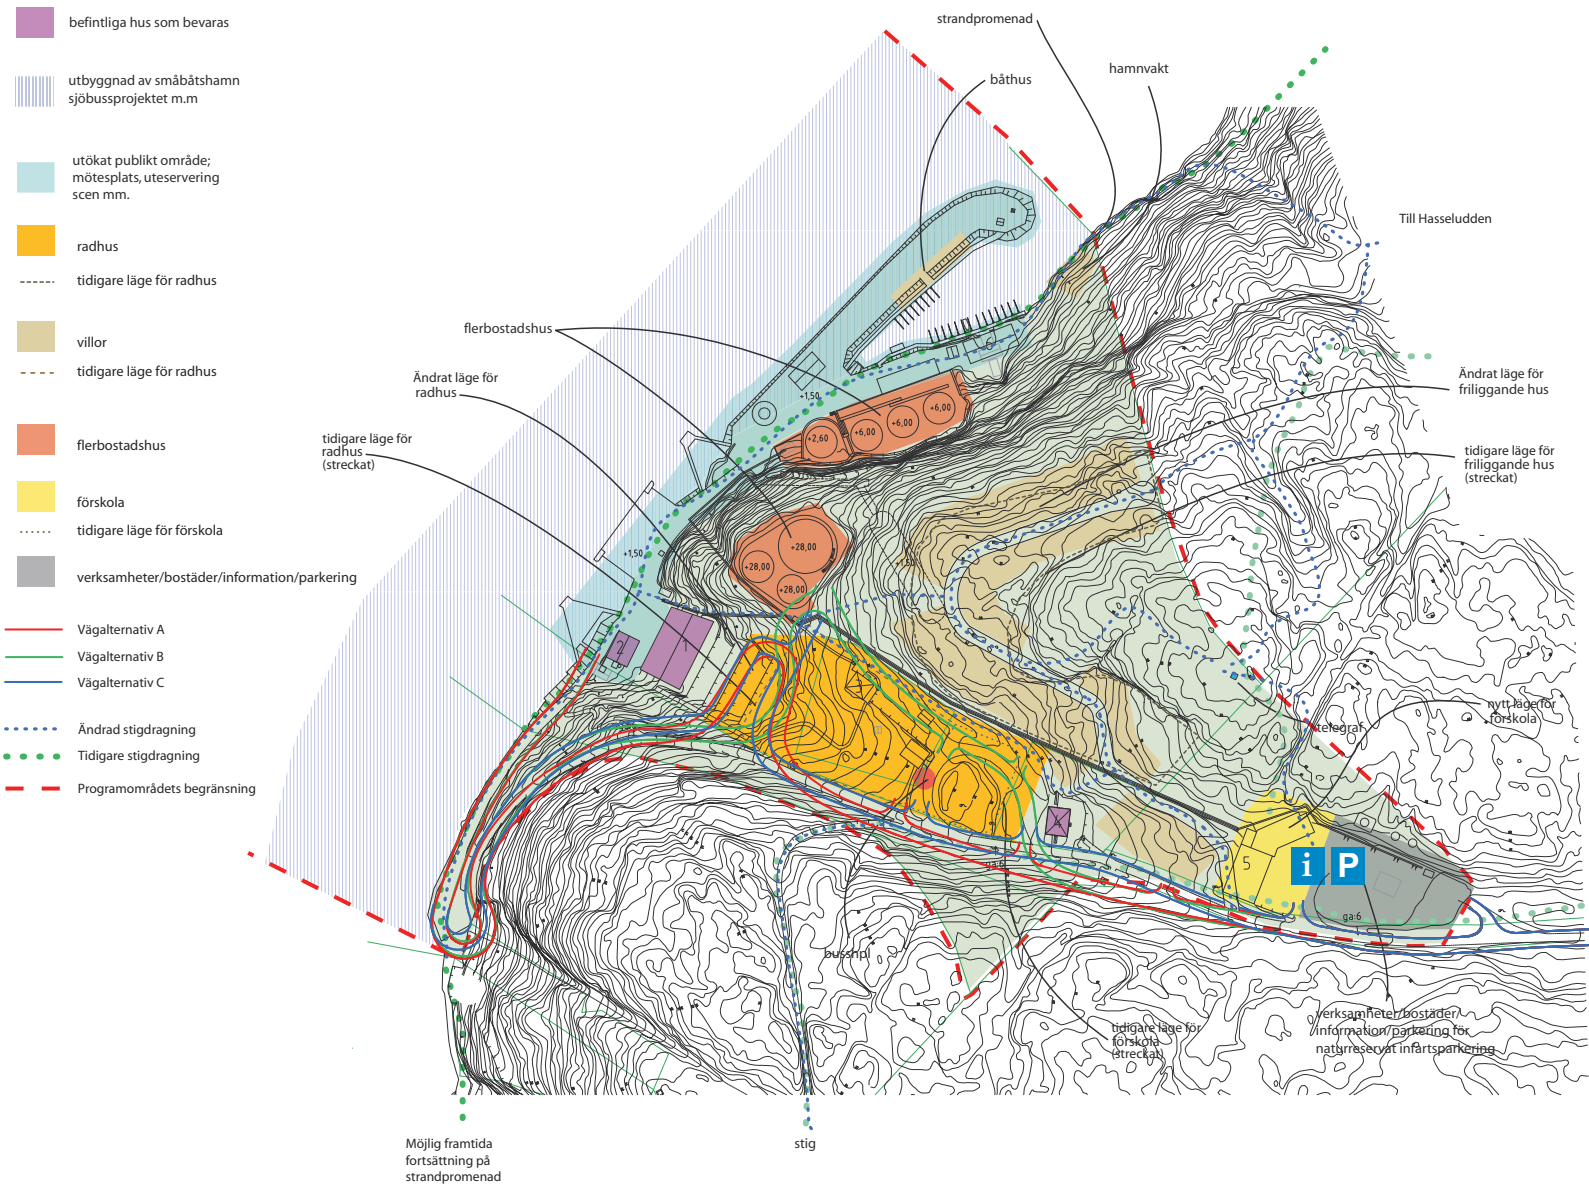 befintliga hus som bevaras
utbyggnad av småbåtshamn
sjöbussprojektet m.m
utökat publikt område;
mötesplats, uteservering
scen mm.
radhus
tidigare läge för radhus
villor
tidigare läge för radhus
flerbostadshus
förskola
tidigare läge för förskola
verksamheter/bostäder/information/parkering
Vägalternativ A
Vägalternativ B
Vägalternativ C
Ändrad stigdragning
Tidigare stigdragning
Programområdets begränsning
strandpromenad
båthus
hamnvakt
Till Hasseludden
flerbostadshus
Ändrat läge för
radhus
tidigare läge för
radhus
(streckat)
Ändrat läge för
friliggande hus
tidigare läge för
friliggande hus
(streckat)
+1,50
+2,60
+6,00
+6,00
+6,00
+1,50
+28,00
+28,00
+28,00
2
1
4
5
nytt läge för
förskola
telegraf
i
P
ga:6
ga:6
busshpl
tidigare läge för
förskola
(streckat)
verksamheter/bostäder/
information/parkering för
naturreservat infartsparkering
Möjlig framtida
fortsättning på
strandpromenad
stig